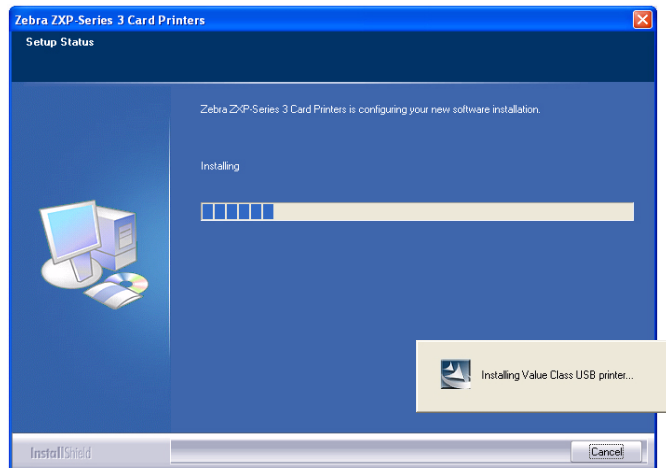 Zebra ZXP-Series 3 Card Printers
Setup Status
Zebra ZXP-Series 3 Card Printers is configuring your new software installation.
Installing
Installing Value Class USB printer...
InstallShield
Cancel